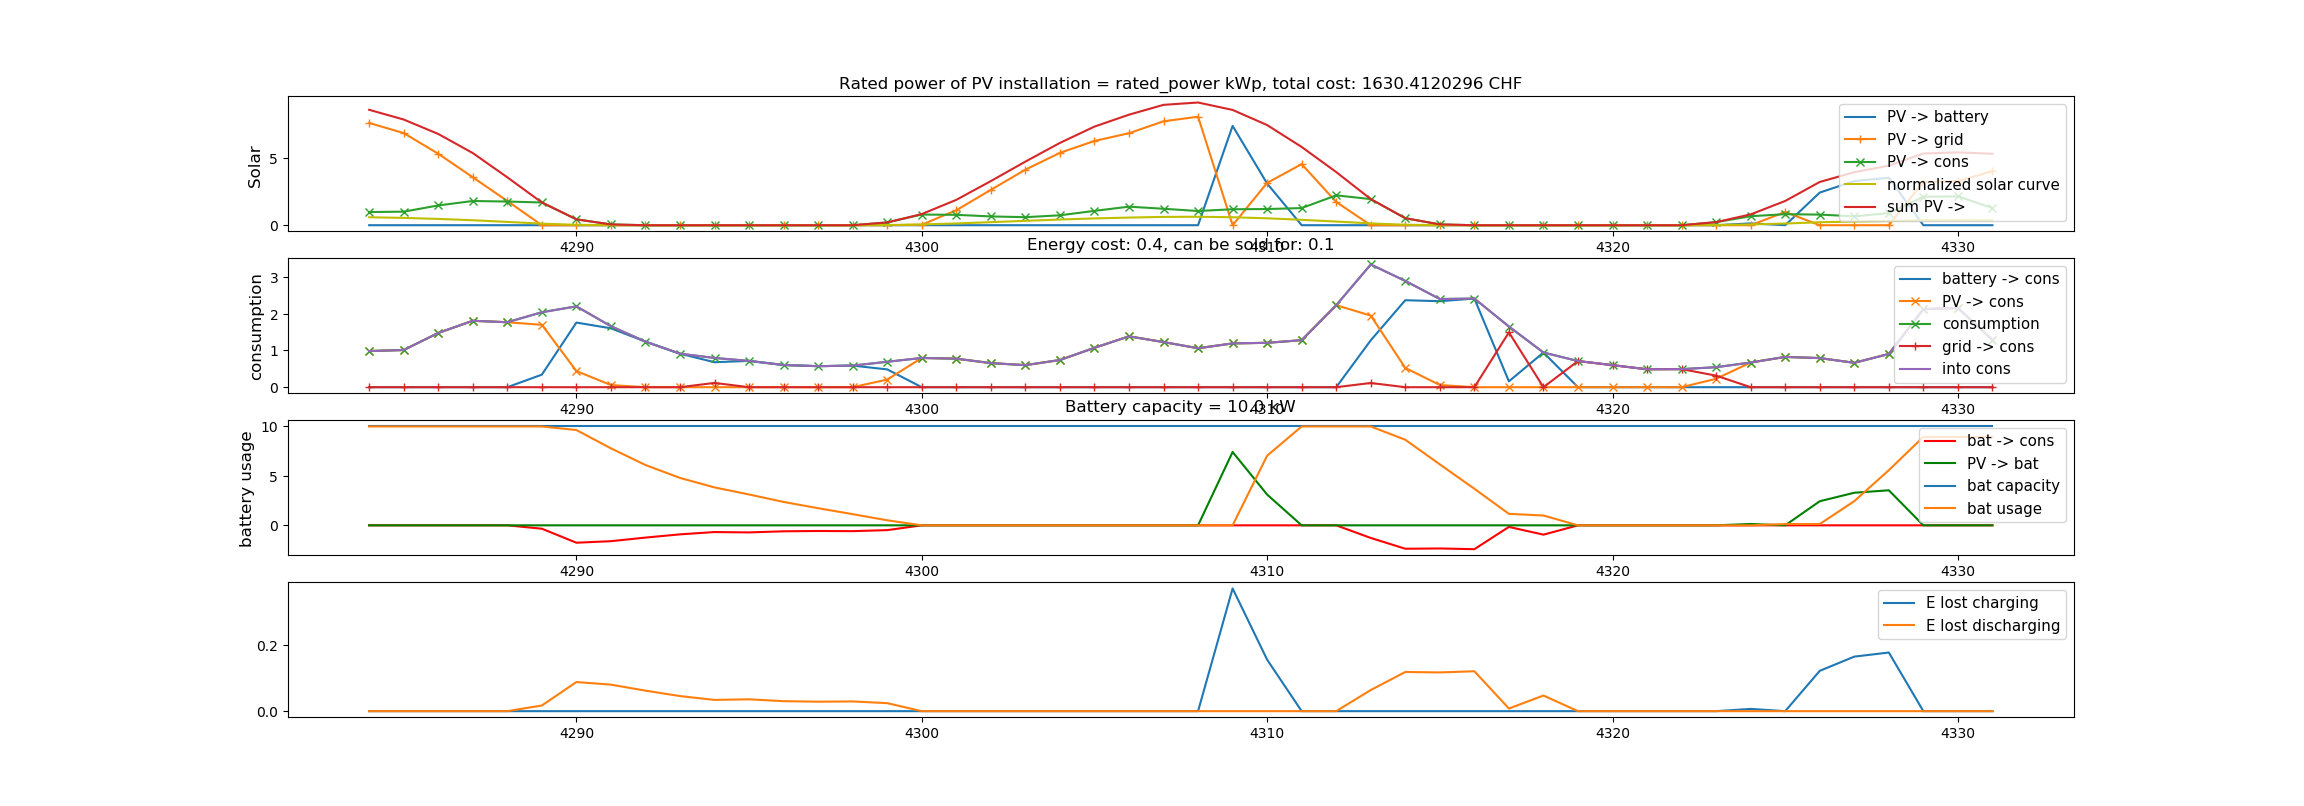 Rated power of PV installation = rated_power kWp, total cost: 1630.4120296 CHF
Solar
5
0
PV -> battery
PV -> grid
PV -> cons
normalized solar curve
sum PV ->
4290 4300 4310 4320 4330
Energy cost: 0.4, can be sold for: 0.1
consumption
3
2
1
0
battery -> cons
PV -> cons
consumption
grid -> cons
into cons
4290 4300 4310 4320 4330
Battery capacity = 10.0 kW
battery usage
10
5
0
bat -> cons
PV -> bat
bat capacity
bat usage
4290 4300 4310 4320 4330
0.2
0.0
E lost charging
E lost discharging
4290 4300 4310 4320 4330